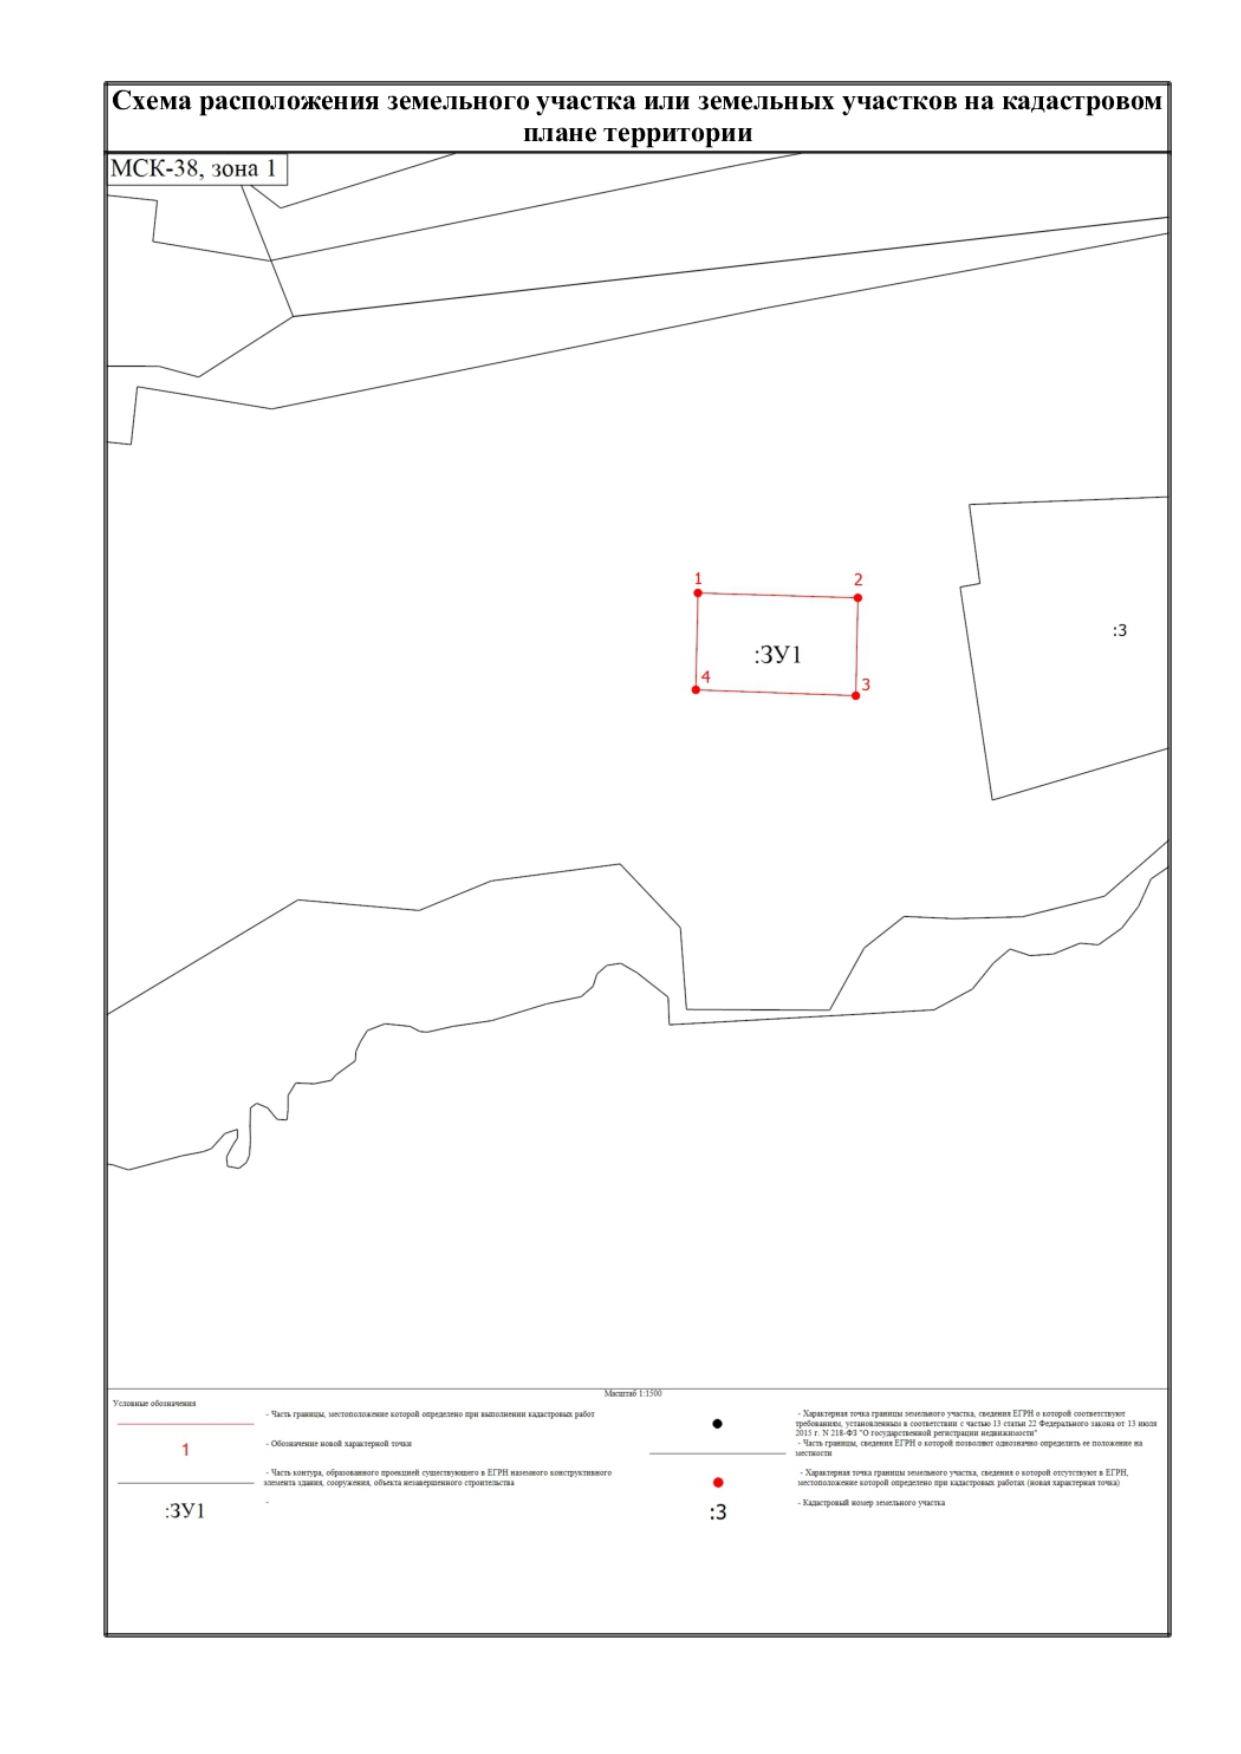 Схема расположения земельного участка или земельных участков на кадастровом
плане территории
МСК-38, зона 1
1
2
:3
:ЗУ1
4
3
Масштаб 1:1500
Условные обозначения
- Часть границы, местоположение которой определено при выполнении кадастровых работ
1
- Обозначение новой характерной точки
- Часть контура, образованного проекцией существующего в ЕГРН наземного конструктивного
элемента здания, сооружения, объекта незавершенного строительства
:ЗУ1
-
- Характерная точка границы земельного участка, сведения ЕГРН о которой соответствуют
требованиям, установленным в соответствии с частью 13 статьи 22 Федерального закона от 13 июля
2015 г. N 218-ФЗ "О государственной регистрации недвижимости"
- Часть границы, сведения ЕГРН о которой позволяют однозначно определить ее положение на
местности
- Характерная точка границы земельного участка, сведения о которой отсутствуют в ЕГРН,
местоположение которой определено при кадастровых работах (новая характерная точка)
:3
- Кадастровый номер земельного участка